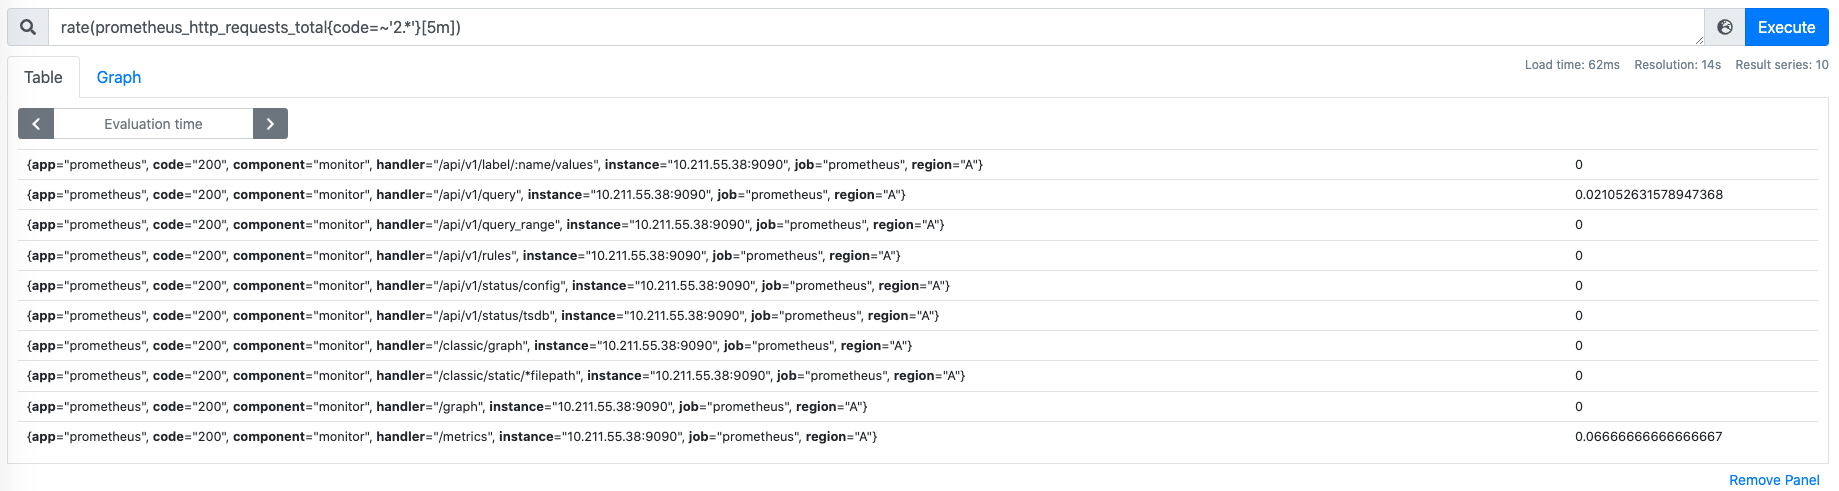 rate(prometheus_http_requests_total{code=~'2.*'}[5m])
Execute
Table Graph
Load time: 62ms Resolution: 14s Result series: 10
Evaluation time
{app="prometheus", code="200", component="monitor", handler="/api/v1/label/:name/values", instance="10.211.55.38:9090", job="prometheus", region="A"} 0
{app="prometheus", code="200", component="monitor", handler="/api/v1/query", instance="10.211.55.38:9090", job="prometheus", region="A"} 0.021052631578947368
{app="prometheus", code="200", component="monitor", handler="/api/v1/query_range", instance="10.211.55.38:9090", job="prometheus", region="A"} 0
{app="prometheus", code="200", component="monitor", handler="/api/v1/rules", instance="10.211.55.38:9090", job="prometheus", region="A"} 0
{app="prometheus", code="200", component="monitor", handler="/api/v1/status/config", instance="10.211.55.38:9090", job="prometheus", region="A"} 0
{app="prometheus", code="200", component="monitor", handler="/api/v1/status/tsdb", instance="10.211.55.38:9090", job="prometheus", region="A"} 0
{app="prometheus", code="200", component="monitor", handler="/classic/graph", instance="10.211.55.38:9090", job="prometheus", region="A"} 0
{app="prometheus", code="200", component="monitor", handler="/classic/static/*filepath", instance="10.211.55.38:9090", job="prometheus", region="A"} 0
{app="prometheus", code="200", component="monitor", handler="/graph", instance="10.211.55.38:9090", job="prometheus", region="A"} 0
{app="prometheus", code="200", component="monitor", handler="/metrics", instance="10.211.55.38:9090", job="prometheus", region="A"} 0.06666666666666667
Remove Panel